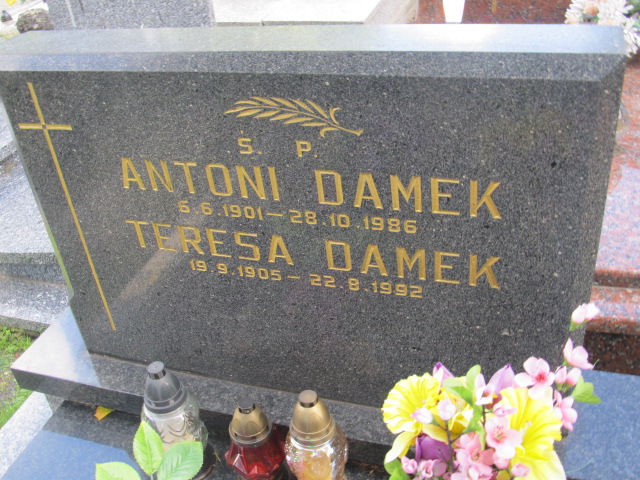 S. P.
ANTONI DAMEK
6.6.1901-28.10.1986
TERESA DAMEK
19.9.1905-22.8.1992